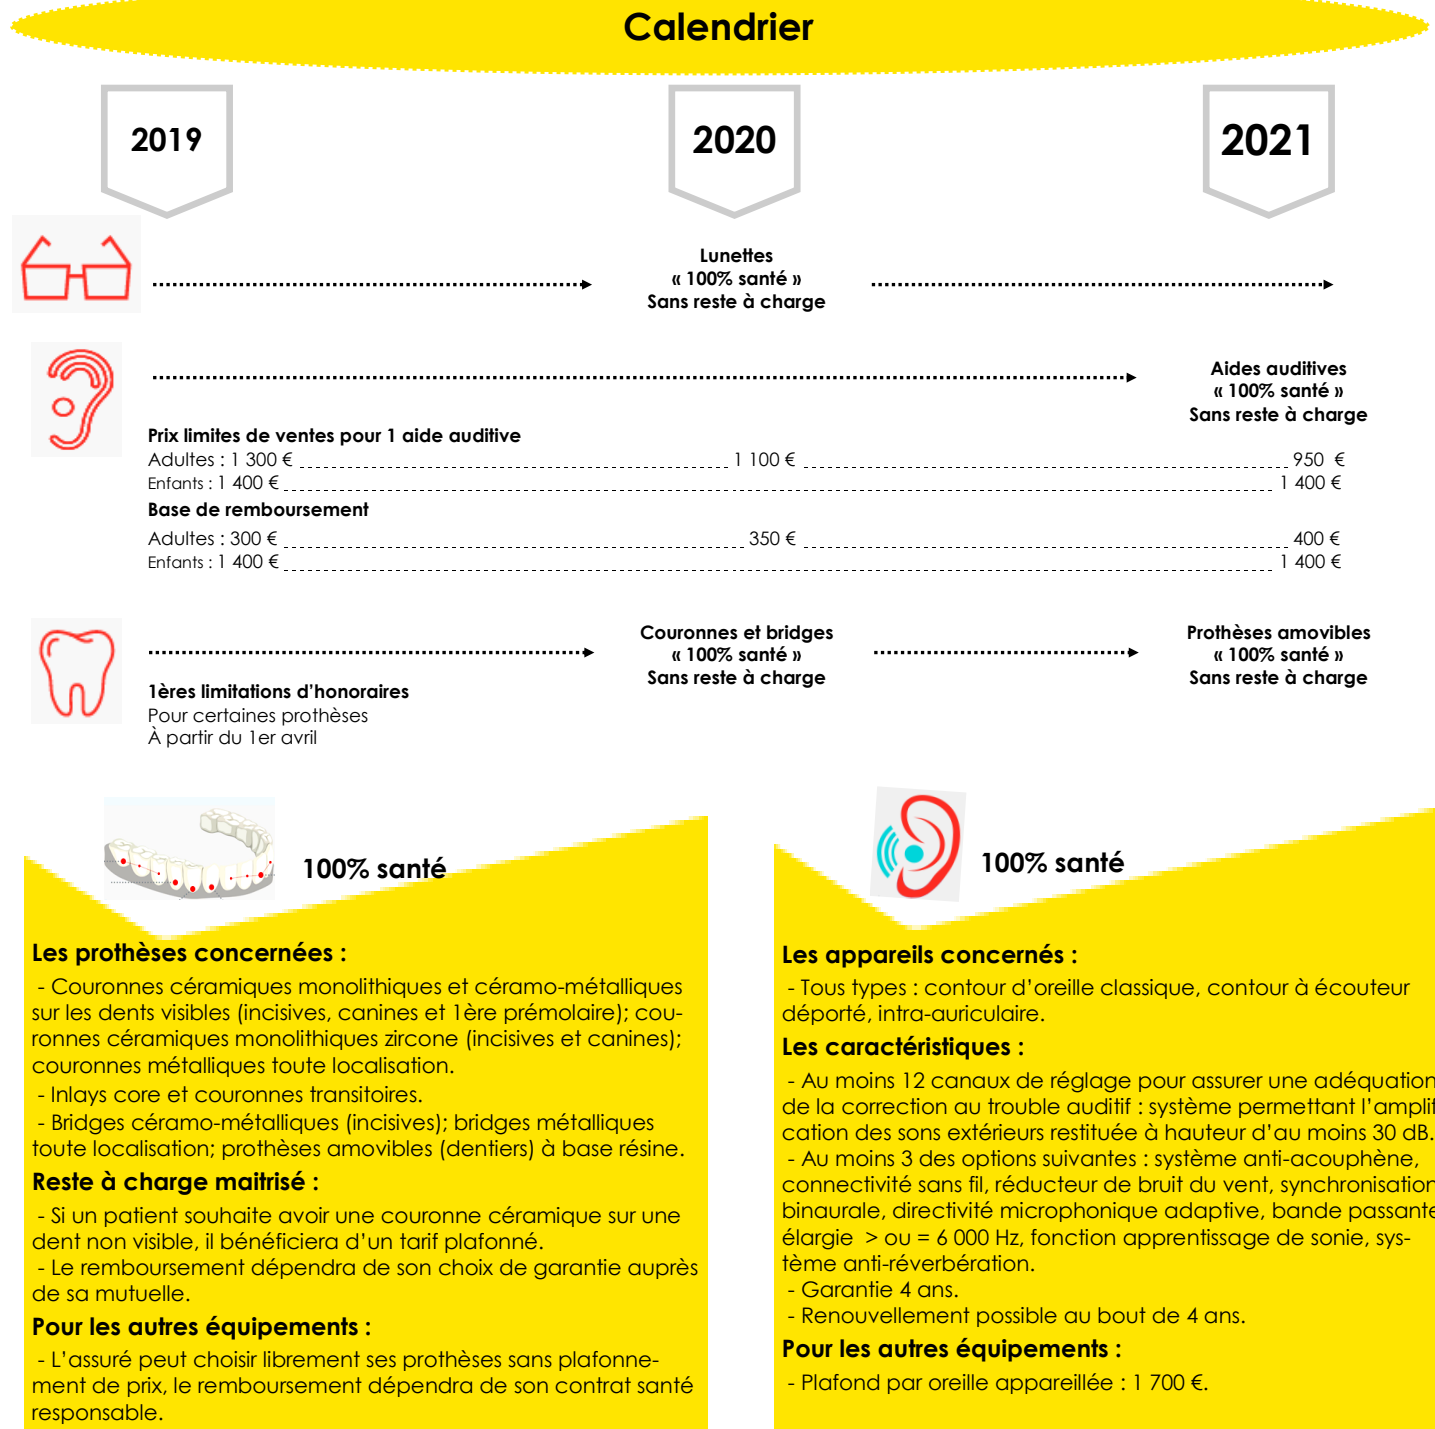 Calendrier
2019
2020
2021
Lunettes
« 100% santé »
Sans reste à charge
Aides auditives
« 100% santé »
Sans reste à charge
Prix limites de ventes pour 1 aide auditive
Adultes : 1 300 € 1 100 € 950 €
Enfants : 1 400 € 1 400 €
Base de remboursement
Adultes : 300 € 350 € 400 €
Enfants : 1 400 € 1 400 €
Couronnes et bridges
« 100% santé »
Sans reste à charge
Prothèses amovibles
« 100% santé »
Sans reste à charge
1ères limitations d’honoraires
Pour certaines prothèses
À partir du 1er avril
100% santé
Les prothèses concernées :
- Couronnes céramiques monolithiques et céramo-métalliques
sur les dents visibles (incisives, canines et 1ère prémolaire); cou-
ronnes céramiques monolithiques zircone (incisives et canines);
couronnes métalliques toute localisation.
- Inlays core et couronnes transitoires.
- Bridges céramo-métalliques (incisives); bridges métalliques
toute localisation; prothèses amovibles (dentiers) à base résine.
Reste à charge maitrisé :
- Si un patient souhaite avoir une couronne céramique sur une
dent non visible, il bénéficiera d’un tarif plafonné.
- Le remboursement dépendra de son choix de garantie auprès
de sa mutuelle.
Pour les autres équipements :
- L’assuré peut choisir librement ses prothèses sans plafonne-
ment de prix, le remboursement dépendra de son contrat santé
responsable.
100% santé
Les appareils concernés :
- Tous types : contour d’oreille classique, contour à écouteur
déporté, intra-auriculaire.
Les caractéristiques :
- Au moins 12 canaux de réglage pour assurer une adéquation
de la correction au trouble auditif : système permettant l’amplif
cation des sons extérieurs restituée à hauteur d’au moins 30 dB.
- Au moins 3 des options suivantes : système anti-acouphène,
connectivité sans fil, réducteur de bruit du vent, synchronisation
binaurale, directivité microphonique adaptive, bande passante
élargie > ou = 6 000 Hz, fonction apprentissage de sonie, sys-
tème anti-réverbération.
- Garantie 4 ans.
- Renouvellement possible au bout de 4 ans.
Pour les autres équipements :
- Plafond par oreille appareillée : 1 700 €.